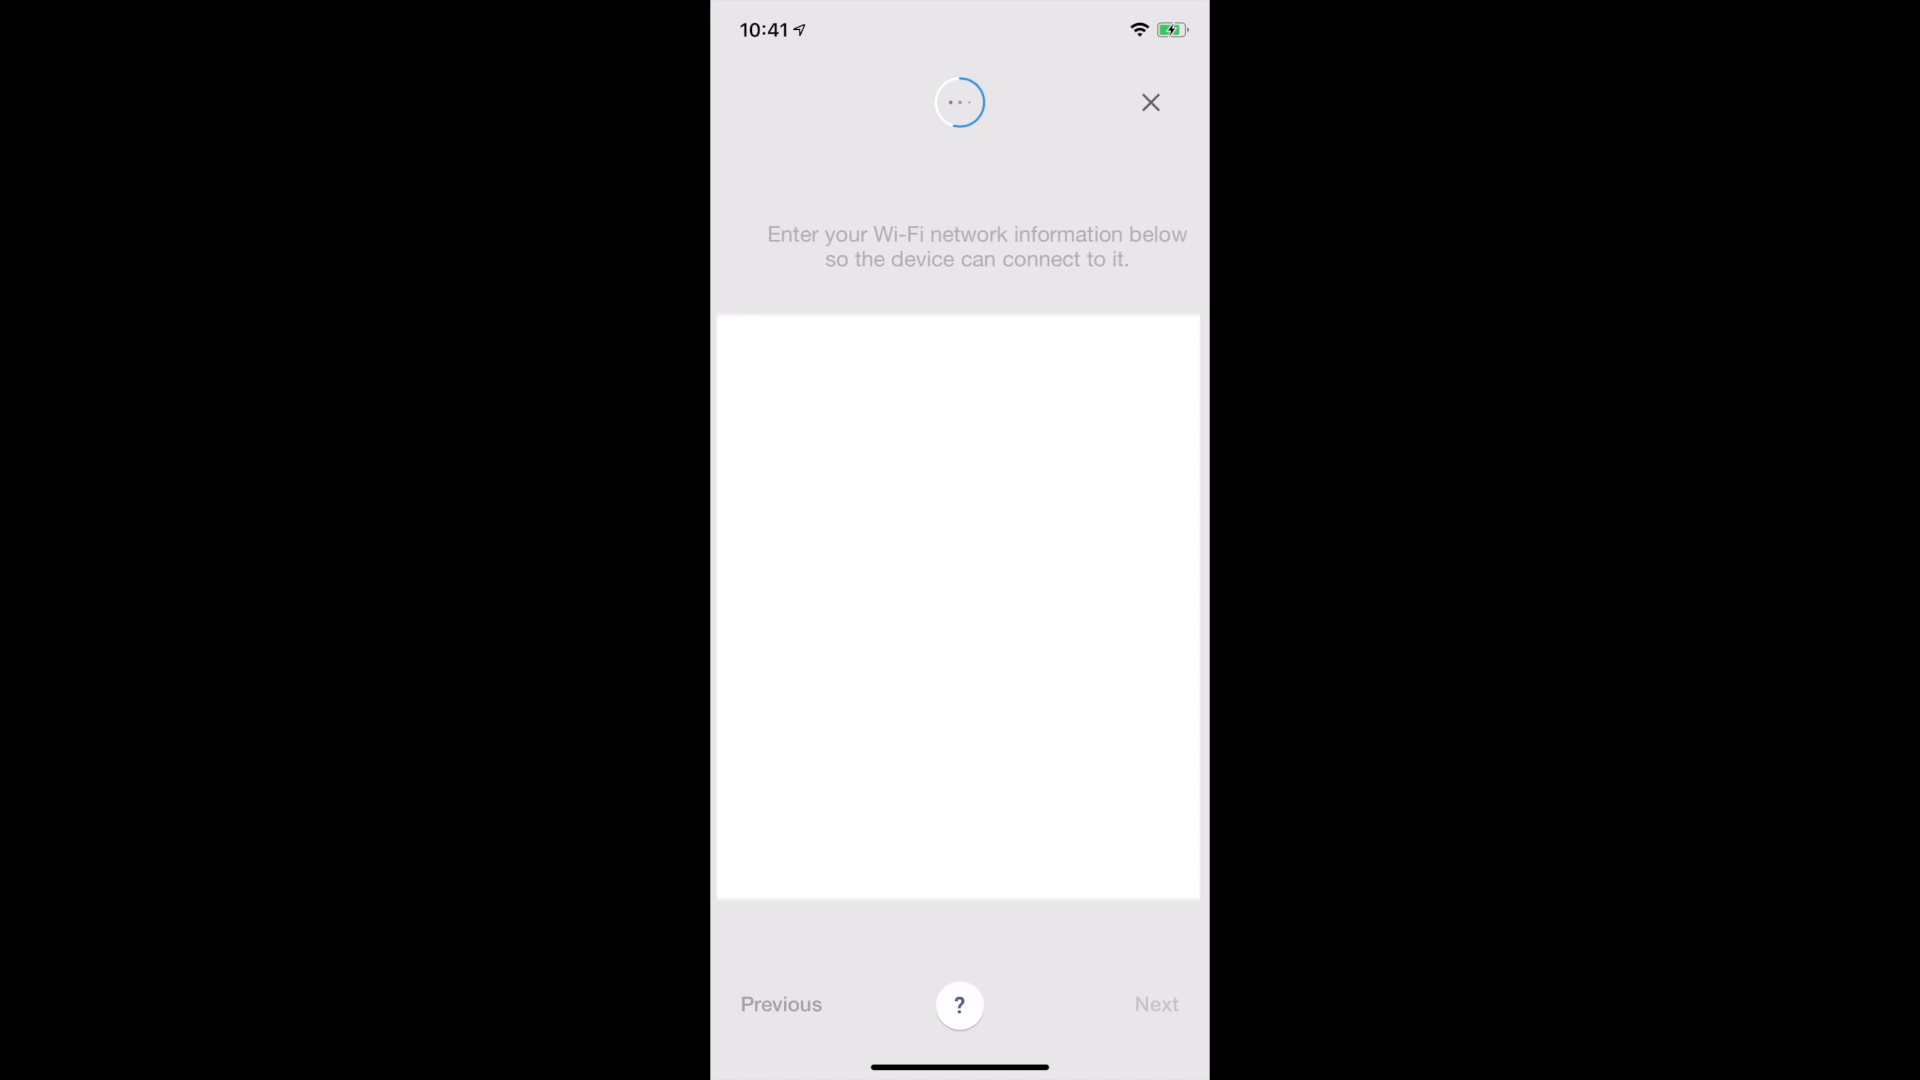 10:41
Enter your Wi-Fi network information below
so the device can connect to it.
Previous
?
Next